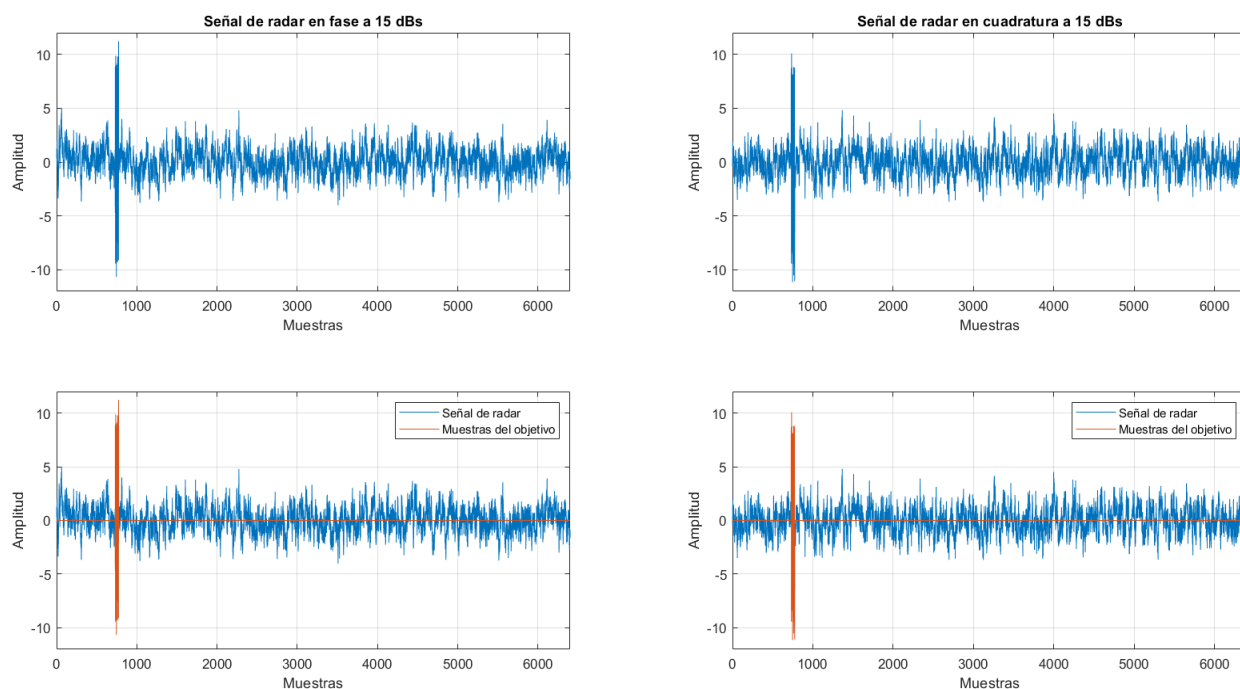 Señal de radar en fase a 15 dBs
Amplitud
10
5
0
-5
-10
0 1000 2000 3000 4000 5000 6000
Muestras
Señal de radar en cuadratura a 15 dBs
Amplitud
10
5
0
-5
-10
0 1000 2000 3000 4000 5000 6000
Muestras
Señal de radar
Muestras del objetivo
Amplitud
10
5
0
-5
-10
0 1000 2000 3000 4000 5000 6000
Muestras
Señal de radar
Muestras del objetivo
Amplitud
10
5
0
-5
-10
0 1000 2000 3000 4000 5000 6000
Muestras